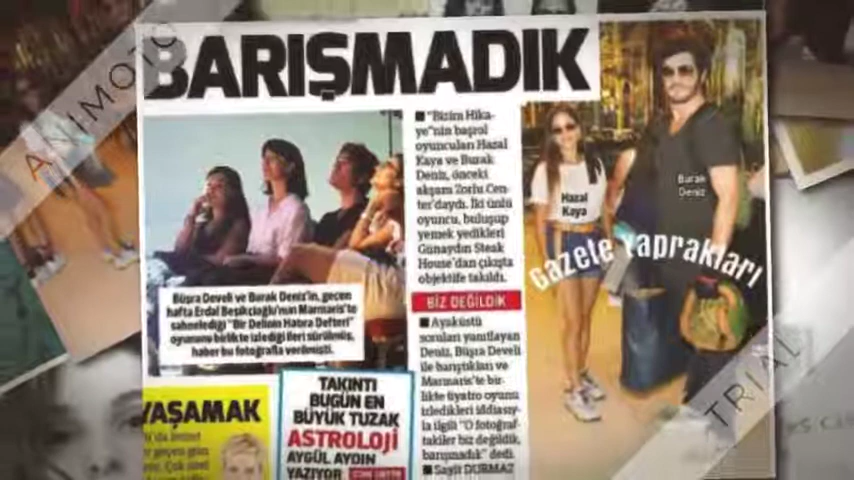 BARIŞMADIK
"Bizim Hika-
ye"nin başrol
oyuncuları Hazal
Kaya ve Burak
Deniz, önceki
akşam Zorlu Cen-
ter'daydı. İki ünlü
oyuncu, buluşup
yemek yedikleri
Günaydın Steak
House'dan çıkışta
objektife takıldı.
BİZ DEĞİLDİK
Ayaküstü
soruları yanıtlayan
Deniz, Büşra Develi
ile barıştıkları ve
Marmaris'te bir-
likte tiyatro oyunu
izledikleri iddiasıy-
la ilgili "O fotoğraf-
takiler biz değildik,
barışmadık" dedi.
Sayit DURMAZ
Büşra Develi ve Burak Deniz'in, geçen
hafta Erdal Beşikçioğlu'nun Marmaris'te
sahnelediği "Bir Delinin Hatıra Defteri"
oyununu birlikte izlediği ileri sürülmüş,
haber bu fotoğrafla verilmişti.
Hazal
Kaya
Burak
Deniz
Gazete Yaprakları
YAŞAMAK
TAKINTI
BUGÜN EN
BÜYÜK TUZAK
ASTROLOJİ
AYGÜL AYDIN
YAZIYOR
ANIMOTO
TRIAL